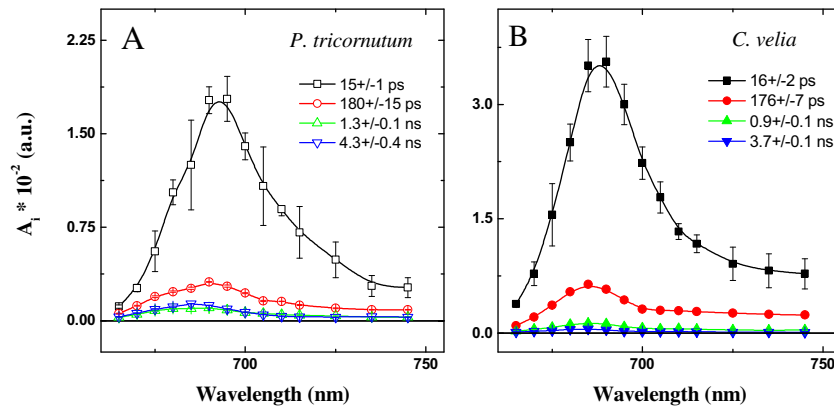 A
P. tricornutum
15+/-1 ps
180+/-15 ps
1.3+/-0.1 ns
4.3+/-0.4 ns
2.25
1.50
0.75
0.00
A_i * 10^-2 (a.u.)
700
750
Wavelength (nm)
B
C. velia
16+/-2 ps
176+/-7 ps
0.9+/-0.1 ns
3.7+/-0.1 ns
3.0
1.5
0.0
700
750
Wavelength (nm)